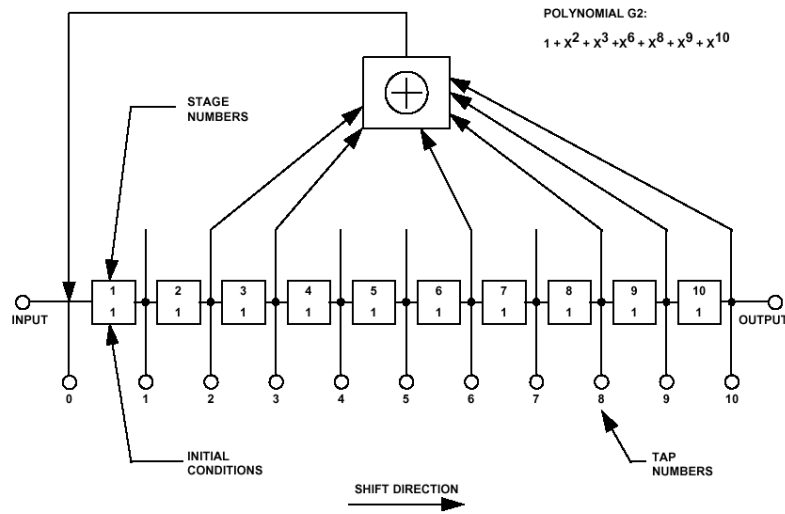 POLYNOMIAL G2:
1 + X2 + X3 +X6 + X8 + X9 + X10
STAGE
NUMBERS
1 2 3 4 5 6 7 8 9 10
1 1 1 1 1 1 1 1 1 1
INPUT
OUTPUT
0 1 2 3 4 5 6 7 8 9 10
INITIAL
CONDITIONS
TAP
NUMBERS
SHIFT DIRECTION